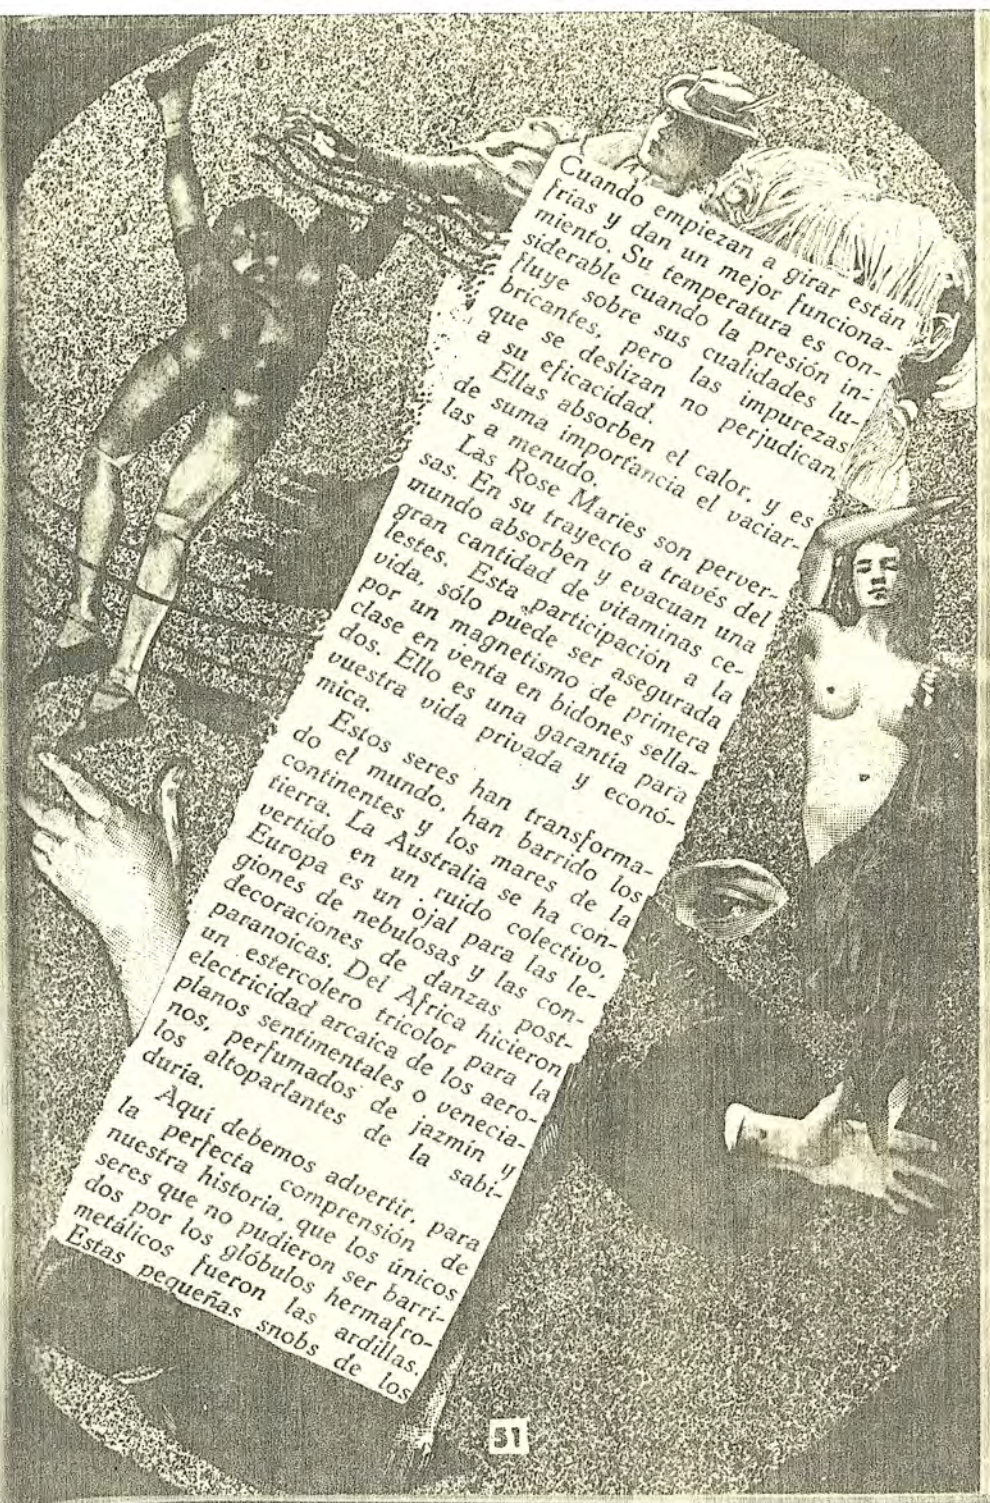 Cuando empiezan a girar están
frías y dan un mejor funciona-
miento. Su temperatura es con-
siderable cuando la presión in-
fluye sobre sus cualidades lu-
bricantes, pero las impurezas
que se deslizan no perjudican
a su eficacidad.
Ellas absorben el calor, y es
de suma importancia el vaciar-
las a menudo.
Las Rose Maries son perver-
sas. En su trayecto a través del
mundo absorben y evacuan una
gran cantidad de vitaminas ce-
lestes. Esta participación a la
vida, sólo puede ser asegurada
por un magnetismo de primera
clase en venta en bidones sella-
dos. Ello es una garantía para
vuestra vida privada y econó-
mica.
Estos seres han transforma-
do el mundo, han barrido los
continentes y los mares de la
tierra. La Australia se ha con-
vertido en un ruido colectivo,
Europa es un ojal para las le-
giones de nebulosas y las con-
decoraciones de danzas post-
paranoicas. Del Africa hicieron
un estercolero tricolor para la
electricidad arcaica de los aero-
planos sentimentales o venecia-
nos, perfumados de jazmín y
los altoparlantes de la sabi-
duría.
Aquí debemos advertir, para
la perfecta comprensión de
nuestra historia, que los únicos
seres que no pudieron ser barri-
dos por los glóbulos hermafro-
metálicos fueron las ardillas.
Estas pequeñas snobs de los
51